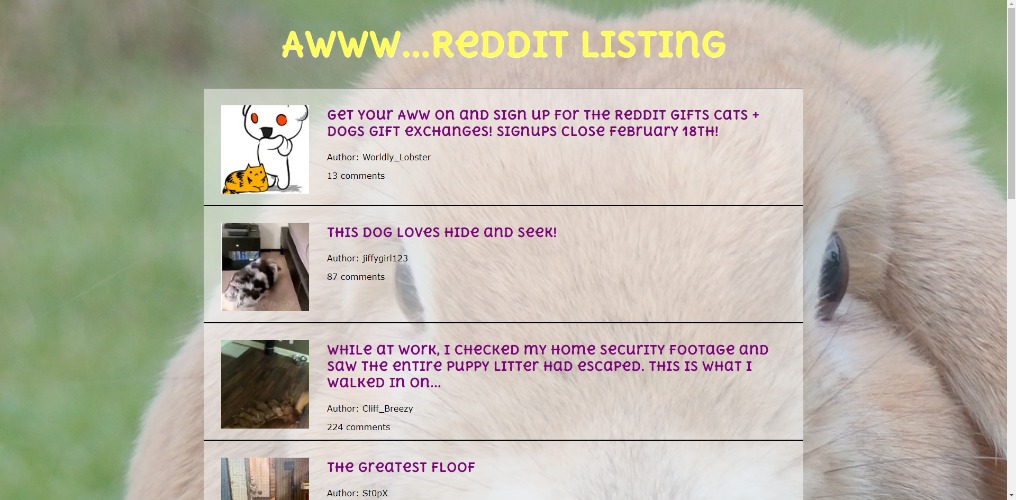 Awww...Reddit Listing
Get your aww on and sign up for the Reddit Gifts Cats +
Dogs gift exchanges! Signups close February 18th!
Author: Worldly_Lobster
13 comments
This dog loves hide and seek!
Author: jiffygirl123
87 comments
While at work, I checked my home security footage and
saw the entire puppy litter had escaped. This is what I
walked in on...
Author: Cliff_Breezy
224 comments
The greatest floof
Author: St0pX